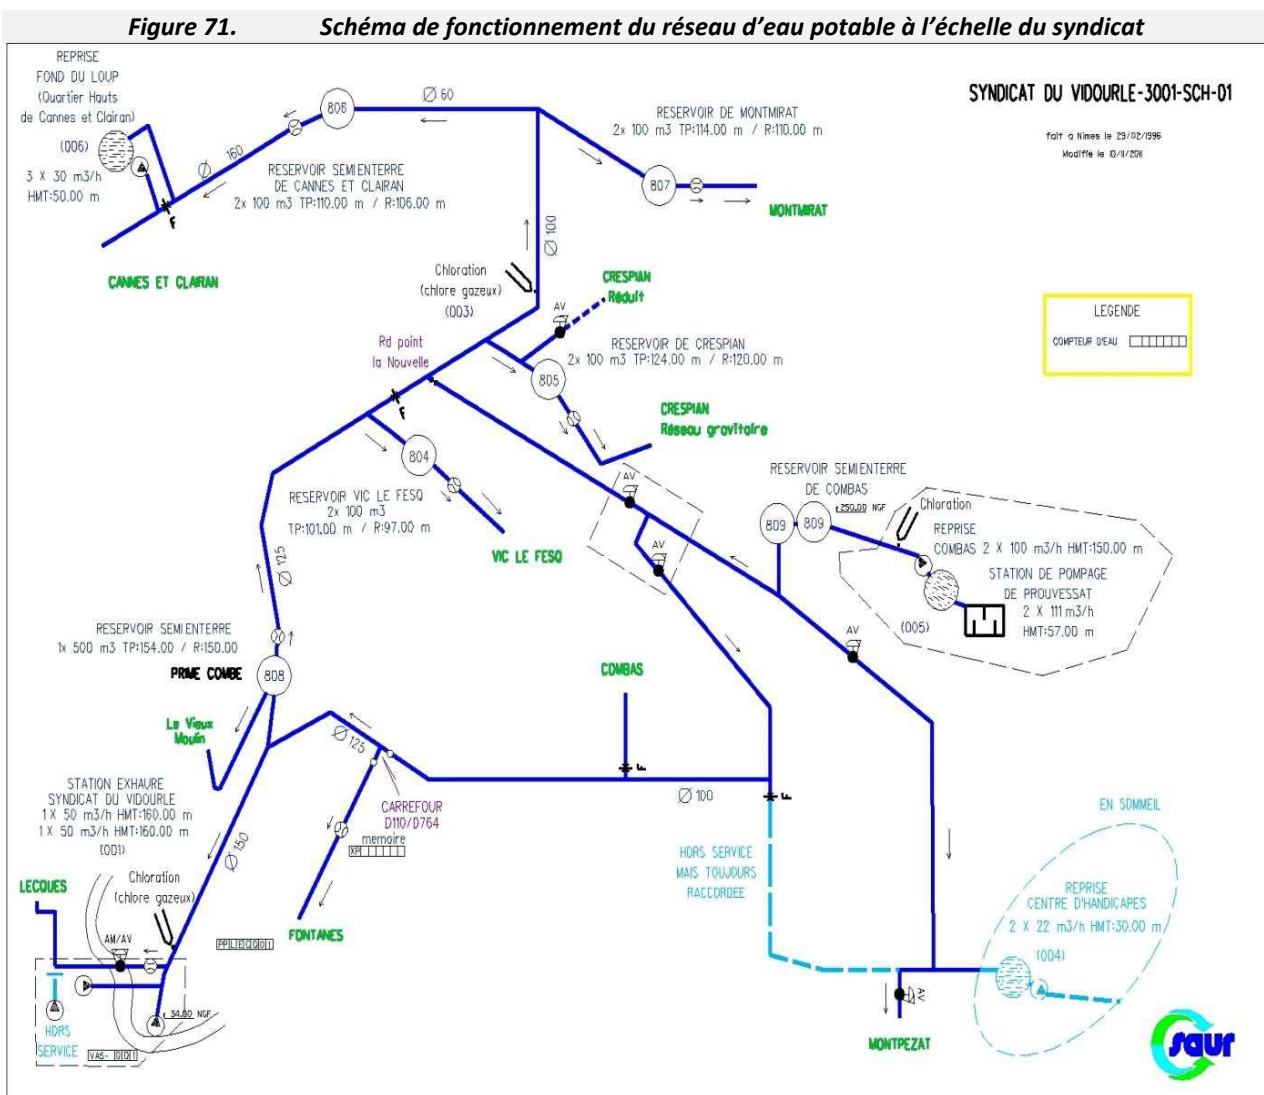 Figure 71. Schéma de fonctionnement du réseau d'eau potable à l'échelle du syndicat
REPRISE
FOND DU LOUP
(Quartier Hauts
de Cannes et Clairan)
(006)
3 X 30 m3/h
HMT:50.00 m
806
Ø 60
Ø 160
RESERVOIR SEMIENTERRE
DE CANNES ET CLAIRAN
2x 100 m3 TP:110.00 m / R:106.00 m
F
CANNES ET CLAIRAN
RESERVOIR DE MONTMIRAT
2x 100 m3 TP:114.00 m / R:110.00 m
807
MONTMIRAT
SYNDICAT DU VIDOURLE-3001-SCH-01
fait a Nimes le 29/02/1996
Modifie le 10/11/2011
Ø 100
Chloration
(chlore gazeux)
(003)
CRESPIAN
Réduit
AV
LEGENDE
COMPTEUR D'EAU
Rd point
la Nouvelle
RESERVOIR DE CRESPIAN
2x 100 m3 TP:124.00 m / R:120.00 m
805
F
CRESPIAN
Réseau gravitaire
804
RESERVOIR VIC LE FESQ
2x 100 m3
TP:101.00 m / R:97.00 m
VIC LE FESQ
AV
AV
RESERVOIR SEMIENTERRE
DE COMBAS
250.00 NGF
809
809
Chloration
REPRISE
COMBAS 2 X 100 m3/h HMT:150.00 m
STATION DE POMPAGE
DE PROUVESSAT
2 X 111 m3/h
HMT:57.00 m
(005)
Ø 125
RESERVOIR SEMIENTERRE
1x 500 m3 TP:154.00 / R:150.00
PRIME COMBE
808
AV
COMBAS
Le Vieux
Moulin
Ø 125
F
Ø 100
F
STATION EXHAURE
SYNDICAT DU VIDOURLE
1 X 50 m3/h HMT:160.00 m
1 X 50 m3/h HMT:160.00 m
(001)
Ø 150
CARREFOUR
D110/D764
memoire
XP
EN SOMMEIL
HORS SERVICE
MAIS TOUJOURS
RACCORDEE
REPRISE
CENTRE D'HANDICAPES
2 X 22 m3/h HMT:30.00 m
(004)
LECQUES
Chloration
(chlore gazeux)
AM/AV
FONTANES
54.80 NGF
HORS
SERVICE
AV
MONTPEZAT
saur